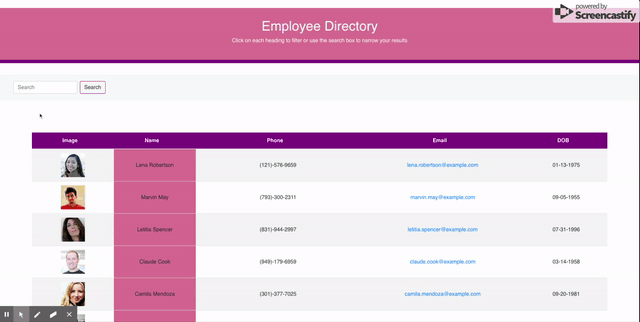 powered by
Screencastify
Employee Directory
Click on each heading to filter or use the search box to narrow your results
Search Search
Image Name Phone Email DOB
Lena Robertson (121)-576-9659 lena.robertson@example.com 01-13-1975
Marvin May (793)-300-2311 marvin.may@example.com 09-05-1955
Letitia Spencer (831)-944-2997 letitia.spencer@example.com 07-31-1996
Claude Cook (949)-179-6959 claude.cook@example.com 03-14-1958
Camila Mendoza (301)-377-7025 camila.mendoza@example.com 09-20-1981